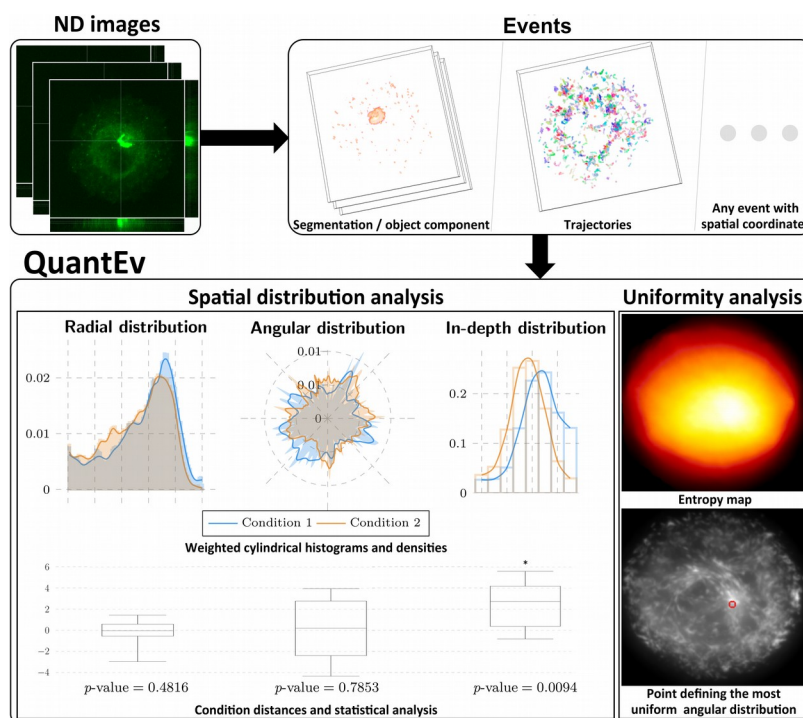 ND images
Events
Segmentation / object component
Trajectories
Any event with
spatial coordinate
QuantEv
Spatial distribution analysis
Uniformity analysis
Radial distribution
Angular distribution
In-depth distribution
0.02
0.01
0
0.01
0.01
0
0.2
0.1
0
Condition 1
Condition 2
Weighted cylindrical histograms and densities
Entropy map
6
4
2
0
−2
−4
*
p-value = 0.4816
p-value = 0.7853
p-value = 0.0094
Condition distances and statistical analysis
Point defining the most
uniform angular distribution